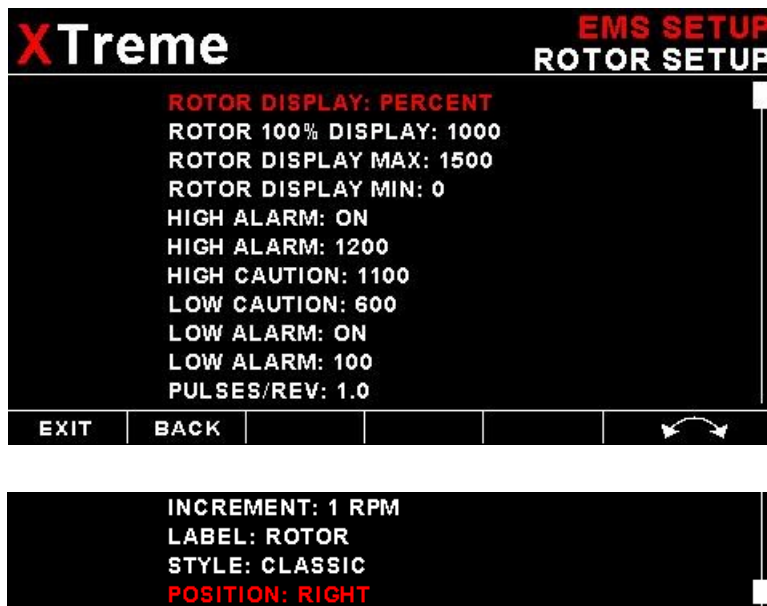 XTreme
EMS SETUP
ROTOR SETUP
ROTOR DISPLAY: PERCENT
ROTOR 100% DISPLAY: 1000
ROTOR DISPLAY MAX: 1500
ROTOR DISPLAY MIN: 0
HIGH ALARM: ON
HIGH ALARM: 1200
HIGH CAUTION: 1100
LOW CAUTION: 600
LOW ALARM: ON
LOW ALARM: 100
PULSES/REV: 1.0
EXIT BACK
INCREMENT: 1 RPM
LABEL: ROTOR
STYLE: CLASSIC
POSITION: RIGHT